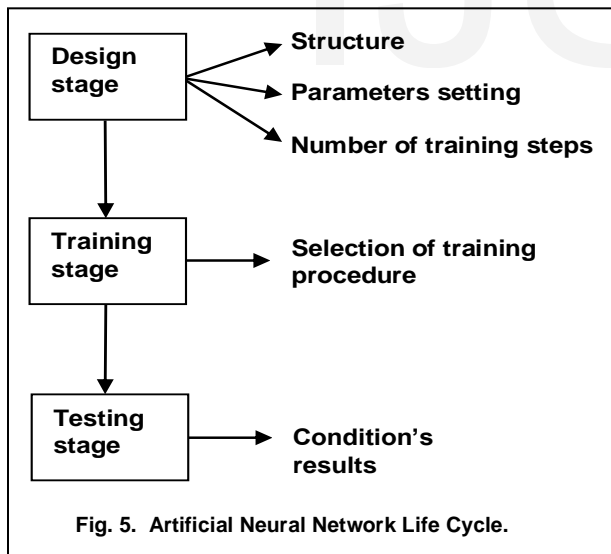 Design
stage
Structure
Parameters setting
Number of training steps
Training
stage
Selection of training
procedure
Testing
stage
Condition's
results
Fig. 5. Artificial Neural Network Life Cycle.